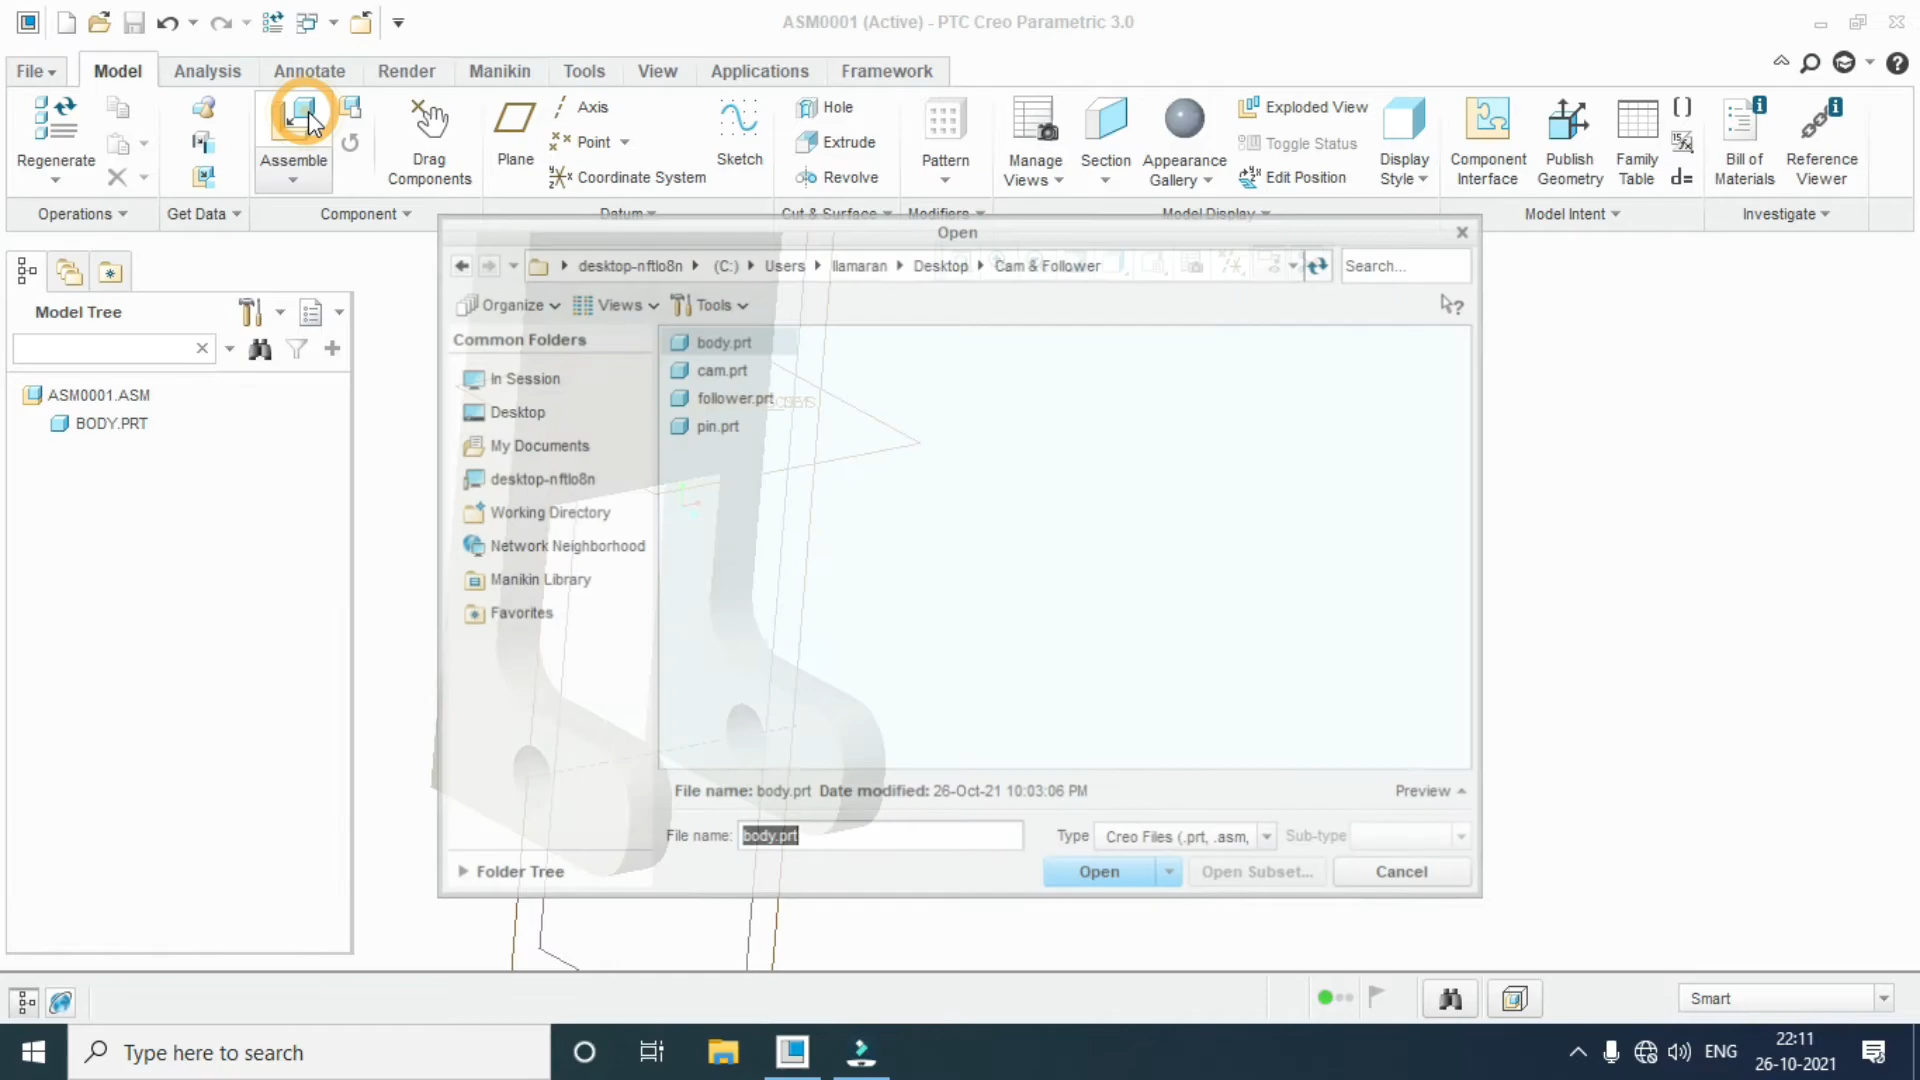 ASM0001 (Active) - PTC Creo Parametric 3.0
File Model Analysis Annotate Render Manikin Tools View Applications Framework
Regenerate
Assemble
Drag Components
Plane
Axis
Point
Coordinate System
Sketch
Hole
Extrude
Revolve
Pattern
Manage Views
Section
Appearance Gallery
Exploded View
Toggle Status
Edit Position
Display Style
Component Interface
Publish Geometry
Family Table
d=
Bill of Materials
Reference Viewer
Operations Get Data Component Datum Cut & Surface Modifiers Model Display Model Intent Investigate
Open
desktop-nftlo8n (C:) Users llamaran Desktop Cam & Follower
Search...
Organize Views Tools
Model Tree
ASM0001.ASM
BODY.PRT
Common Folders
In Session
Desktop
My Documents
desktop-nftlo8n
Working Directory
Network Neighborhood
Manikin Library
Favorites
body.prt
cam.prt
follower.prt
pin.prt
File name: body.prt Date modified: 26-Oct-21 10:03:06 PM
Preview
File name: body.prt
Type Creo Files (.prt, .asm,
Sub-type
Folder Tree
Open
Open Subset...
Cancel
Smart
Type here to search
ENG
22:11
26-10-2021